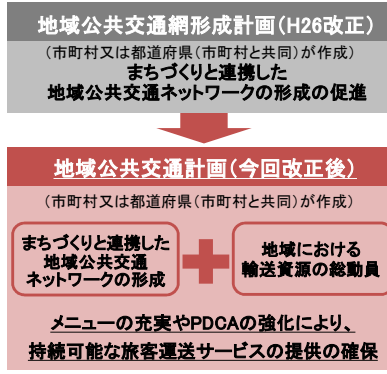 地域公共交通網形成計画（H26改正）
（市町村又は都道府県（市町村と共同）が作成）
まちづくりと連携した
地域公共交通ネットワークの形成の促進
地域公共交通計画（今回改正後）
（市町村又は都道府県（市町村と共同）が作成）
まちづくりと連携した
地域公共交通
ネットワークの形成
地域における
輸送資源の総動員
メニューの充実やPDCAの強化により、
持続可能な旅客運送サービスの提供の確保